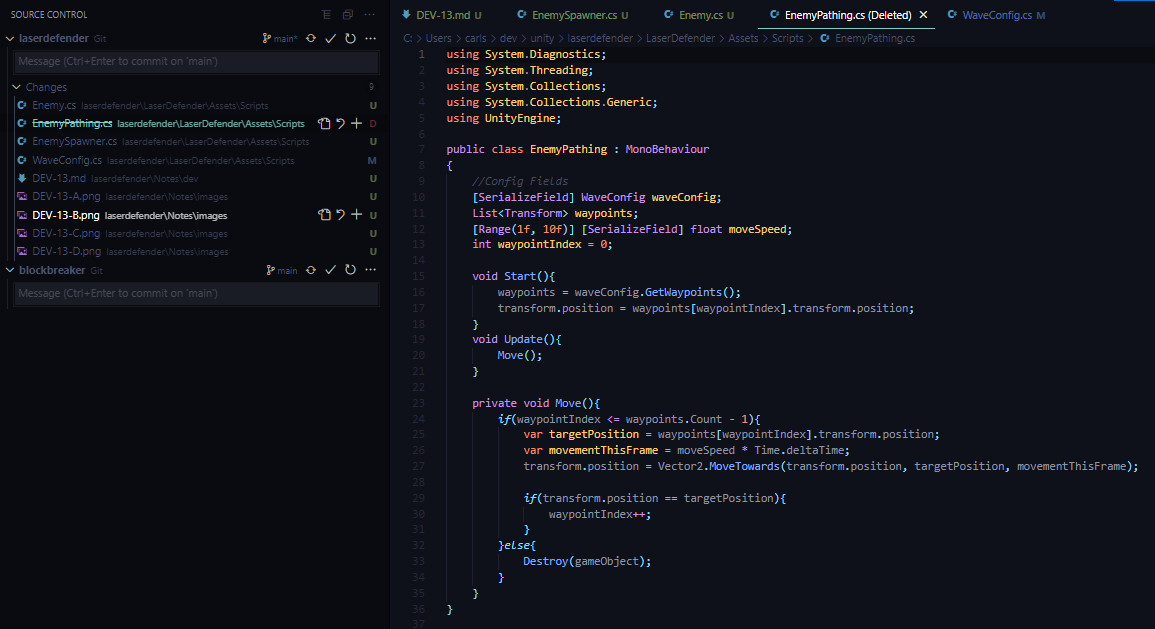 SOURCE CONTROL
laserdefender Git
main*
Message (Ctrl+Enter to commit on 'main')
Changes 9
Enemy.cs laserdefender\LaserDefender\Assets\Scripts U
EnemyPathing.cs laserdefender\LaserDefender\Assets\Scripts D
EnemySpawner.cs laserdefender\LaserDefender\Assets\Scripts U
WaveConfig.cs laserdefender\LaserDefender\Assets\Scripts M
DEV-13.md laserdefender\Notes\dev U
DEV-13-A.png laserdefender\Notes\images U
DEV-13-B.png laserdefender\Notes\images U
DEV-13-C.png laserdefender\Notes\images U
DEV-13-D.png laserdefender\Notes\images U
blockbreaker Git
main
Message (Ctrl+Enter to commit on 'main')
DEV-13.md U
EnemySpawner.cs U
Enemy.cs U
EnemyPathing.cs (Deleted)
WaveConfig.cs M
C: > Users > caris > dev > unity > laserdefender > LaserDefender > Assets > Scripts > EnemyPathing.cs
1 using System.Diagnostics;
2 using System.Threading;
3 using System.Collections;
4 using System.Collections.Generic;
5 using UnityEngine;
6
7 public class EnemyPathing : MonoBehaviour
8 {
9 //Config Fields
10 [SerializeField] WaveConfig waveConfig;
11 List<Transform> waypoints;
12 [Range(1f, 10f)] [SerializeField] float moveSpeed;
13 int waypointIndex = 0;
14
15 void Start(){
16 waypoints = waveConfig.GetWaypoints();
17 transform.position = waypoints[waypointIndex].transform.position;
18 }
19 void Update(){
20 Move();
21 }
22
23 private void Move(){
24 if(waypointIndex <= waypoints.Count - 1){
25 var targetPosition = waypoints[waypointIndex].transform.position;
26 var movementThisFrame = moveSpeed * Time.deltaTime;
27 transform.position = Vector2.MoveTowards(transform.position, targetPosition, movementThisFrame);
28
29 if(transform.position == targetPosition){
30 waypointIndex++;
31 }
32 }else{
33 Destroy(gameObject);
34 }
35 }
36 }
37